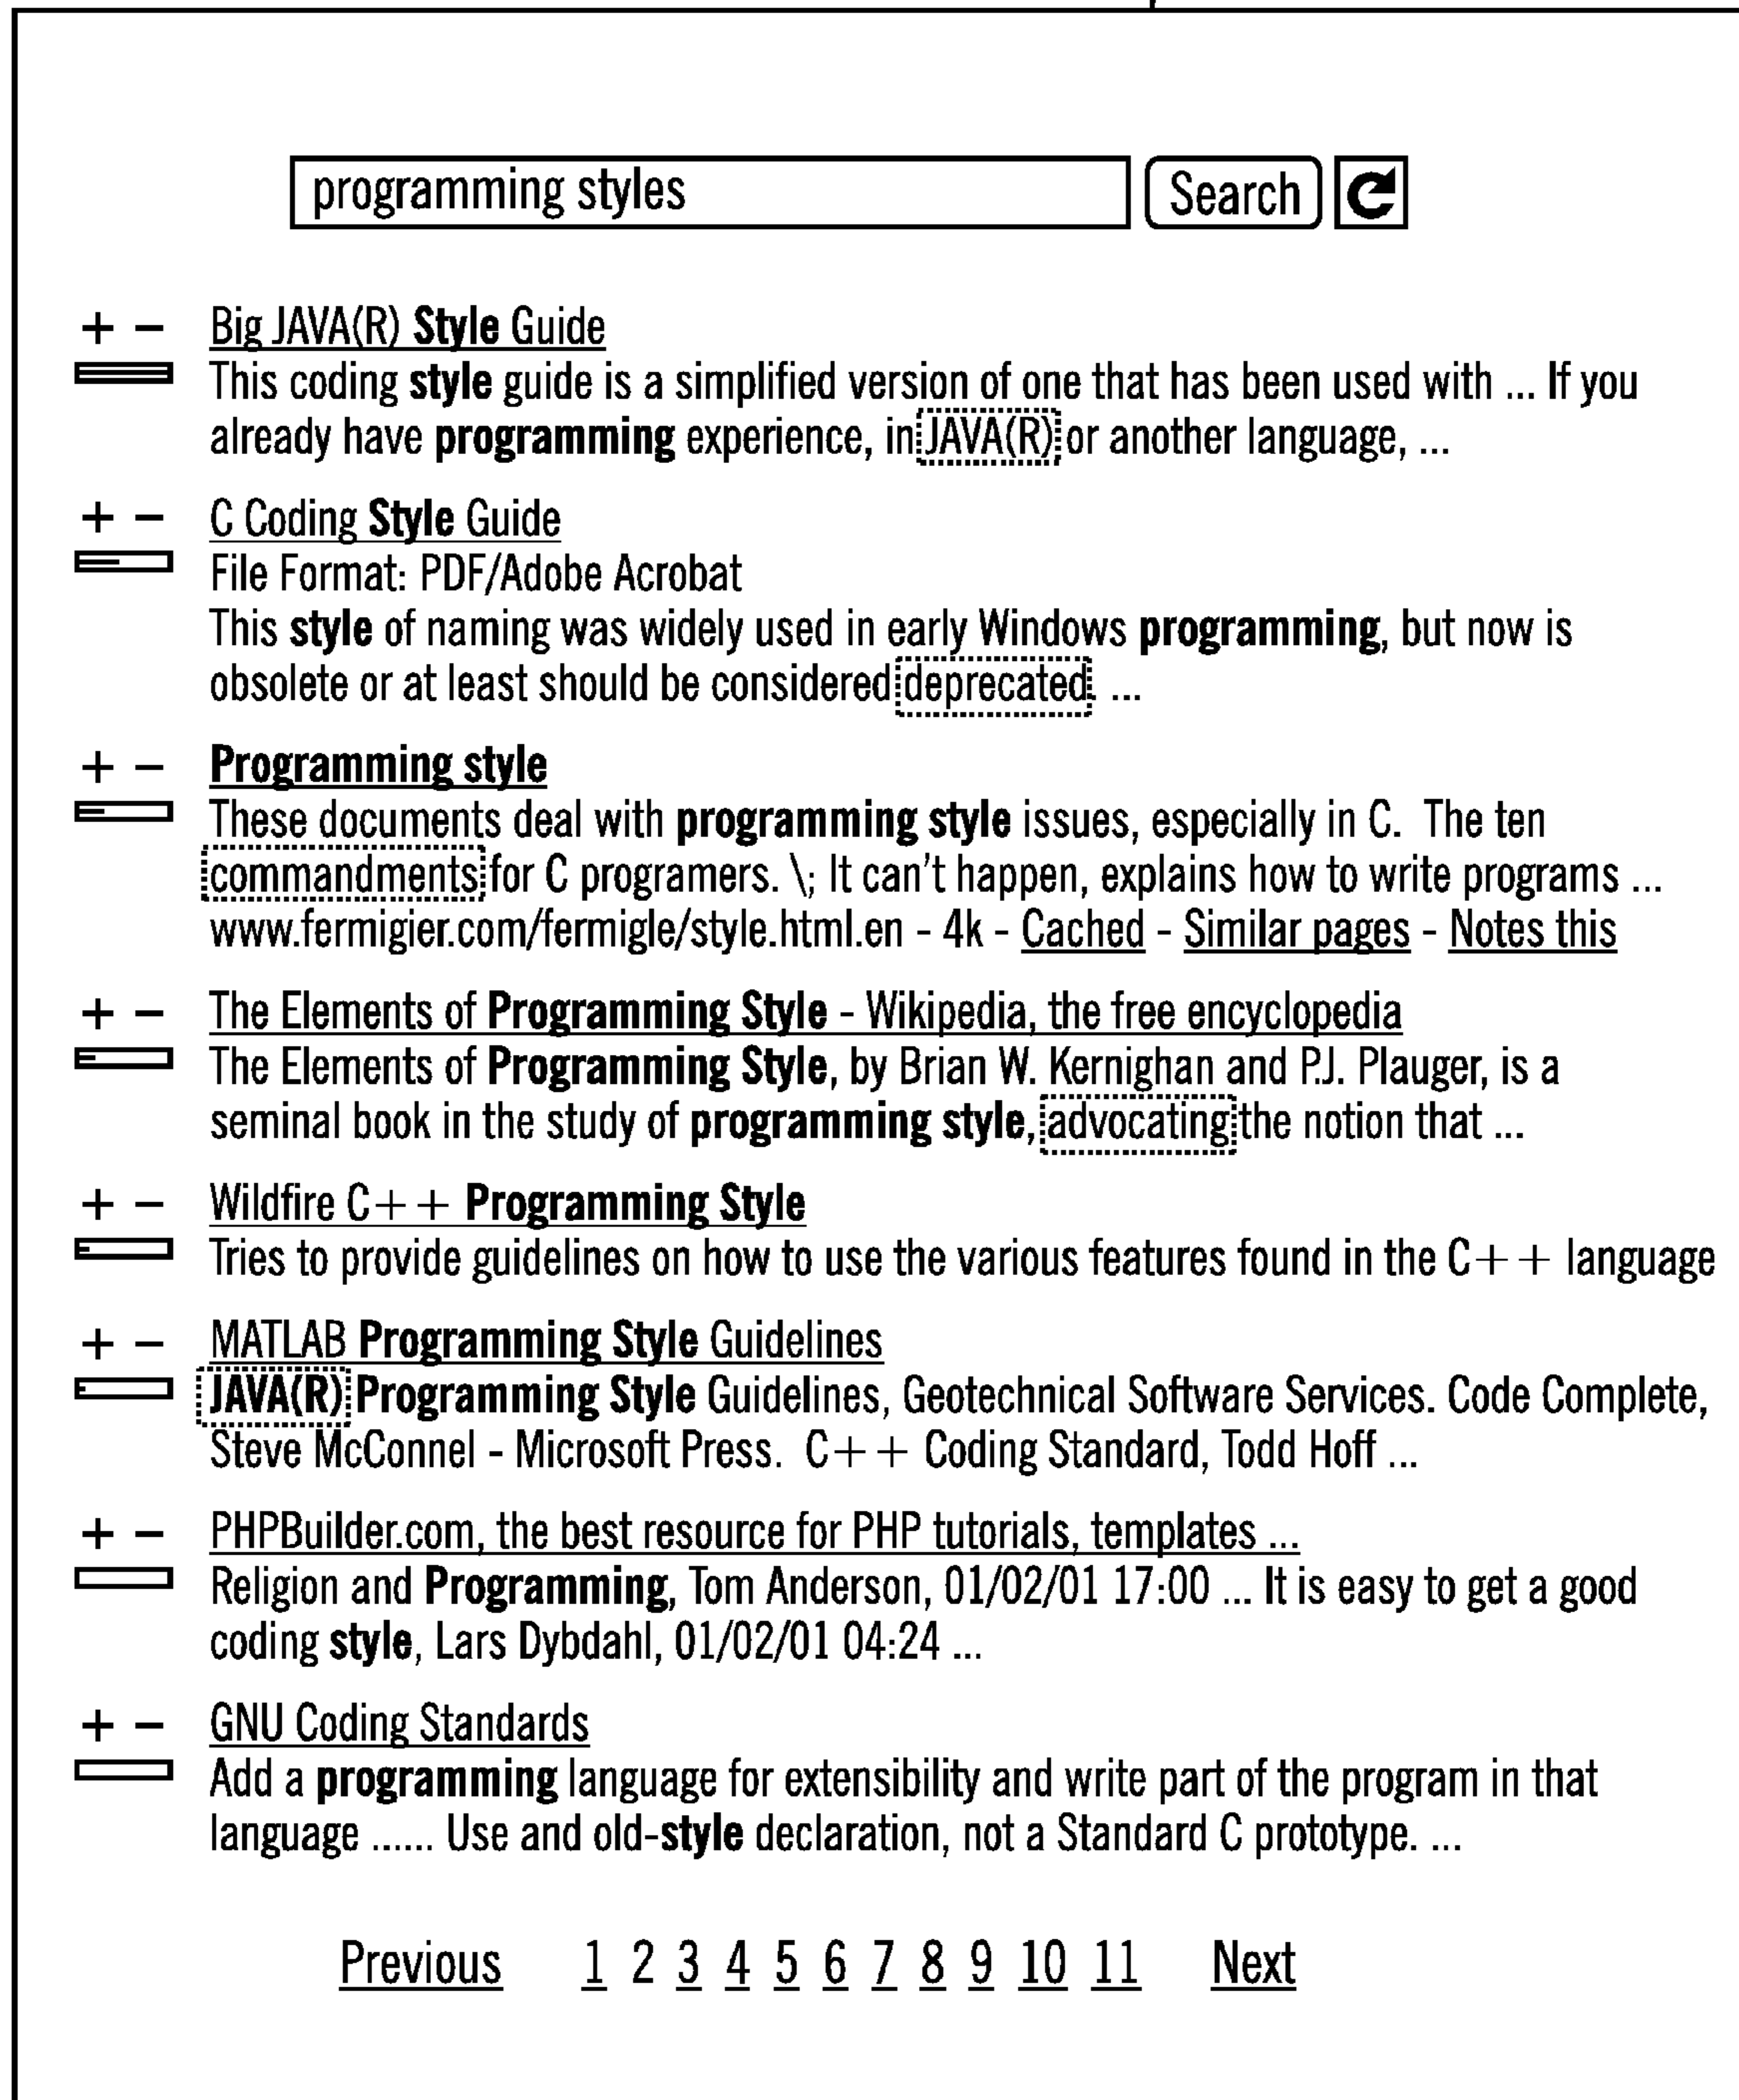 programming styles Search
+ - Big JAVA(R) Style Guide
This coding style guide is a simplified version of one that has been used with ... If you
already have programming experience, in JAVA(R) or another language, ...
+ - C Coding Style Guide
File Format: PDF/Adobe Acrobat
This style of naming was widely used in early Windows programming, but now is
obsolete or at least should be considered deprecated. ...
+ - Programming style
These documents deal with programming style issues, especially in C. The ten
commandments for C programers. \; It can't happen, explains how to write programs ...
www.fermigier.com/fermigle/style.html.en - 4k - Cached - Similar pages - Notes this
+ - The Elements of Programming Style - Wikipedia, the free encyclopedia
The Elements of Programming Style, by Brian W. Kernighan and P.J. Plauger, is a
seminal book in the study of programming style, advocating the notion that ...
+ - Wildfire C++ Programming Style
Tries to provide guidelines on how to use the various features found in the C++ language
+ - MATLAB Programming Style Guidelines
JAVA(R) Programming Style Guidelines, Geotechnical Software Services. Code Complete,
Steve McConnel - Microsoft Press. C++ Coding Standard, Todd Hoff ...
+ - PHPBuilder.com, the best resource for PHP tutorials, templates ...
Religion and Programming, Tom Anderson, 01/02/01 17:00 ... It is easy to get a good
coding style, Lars Dybdahl, 01/02/01 04:24 ...
+ - GNU Coding Standards
Add a programming language for extensibility and write part of the program in that
language ...... Use and old-style declaration, not a Standard C prototype. ...
Previous 1 2 3 4 5 6 7 8 9 10 11 Next